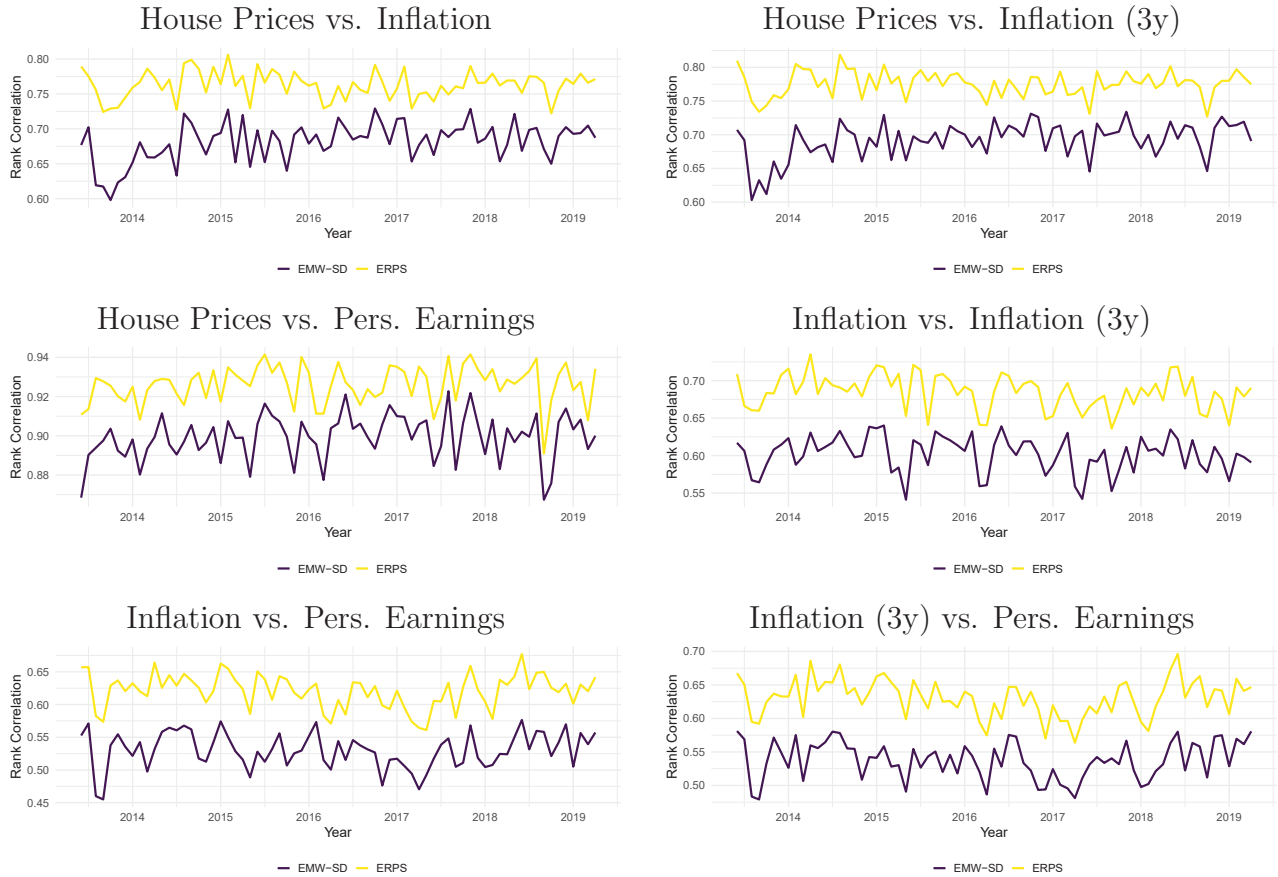 House Prices vs. Inflation
Rank Correlation
0.80
0.75
0.70
0.65
0.60
2014 2015 2016 2017 2018 2019
Year
EMW−SD ERPS
House Prices vs. Inflation (3y)
Rank Correlation
0.80
0.75
0.70
0.65
0.60
2014 2015 2016 2017 2018 2019
Year
EMW−SD ERPS
House Prices vs. Pers. Earnings
Rank Correlation
0.94
0.92
0.90
0.88
2014 2015 2016 2017 2018 2019
Year
EMW−SD ERPS
Inflation vs. Inflation (3y)
Rank Correlation
0.70
0.65
0.60
0.55
2014 2015 2016 2017 2018 2019
Year
EMW−SD ERPS
Inflation vs. Pers. Earnings
Rank Correlation
0.65
0.60
0.55
0.50
0.45
2014 2015 2016 2017 2018 2019
Year
EMW−SD ERPS
Inflation (3y) vs. Pers. Earnings
Rank Correlation
0.70
0.65
0.60
0.55
0.50
2014 2015 2016 2017 2018 2019
Year
EMW−SD ERPS